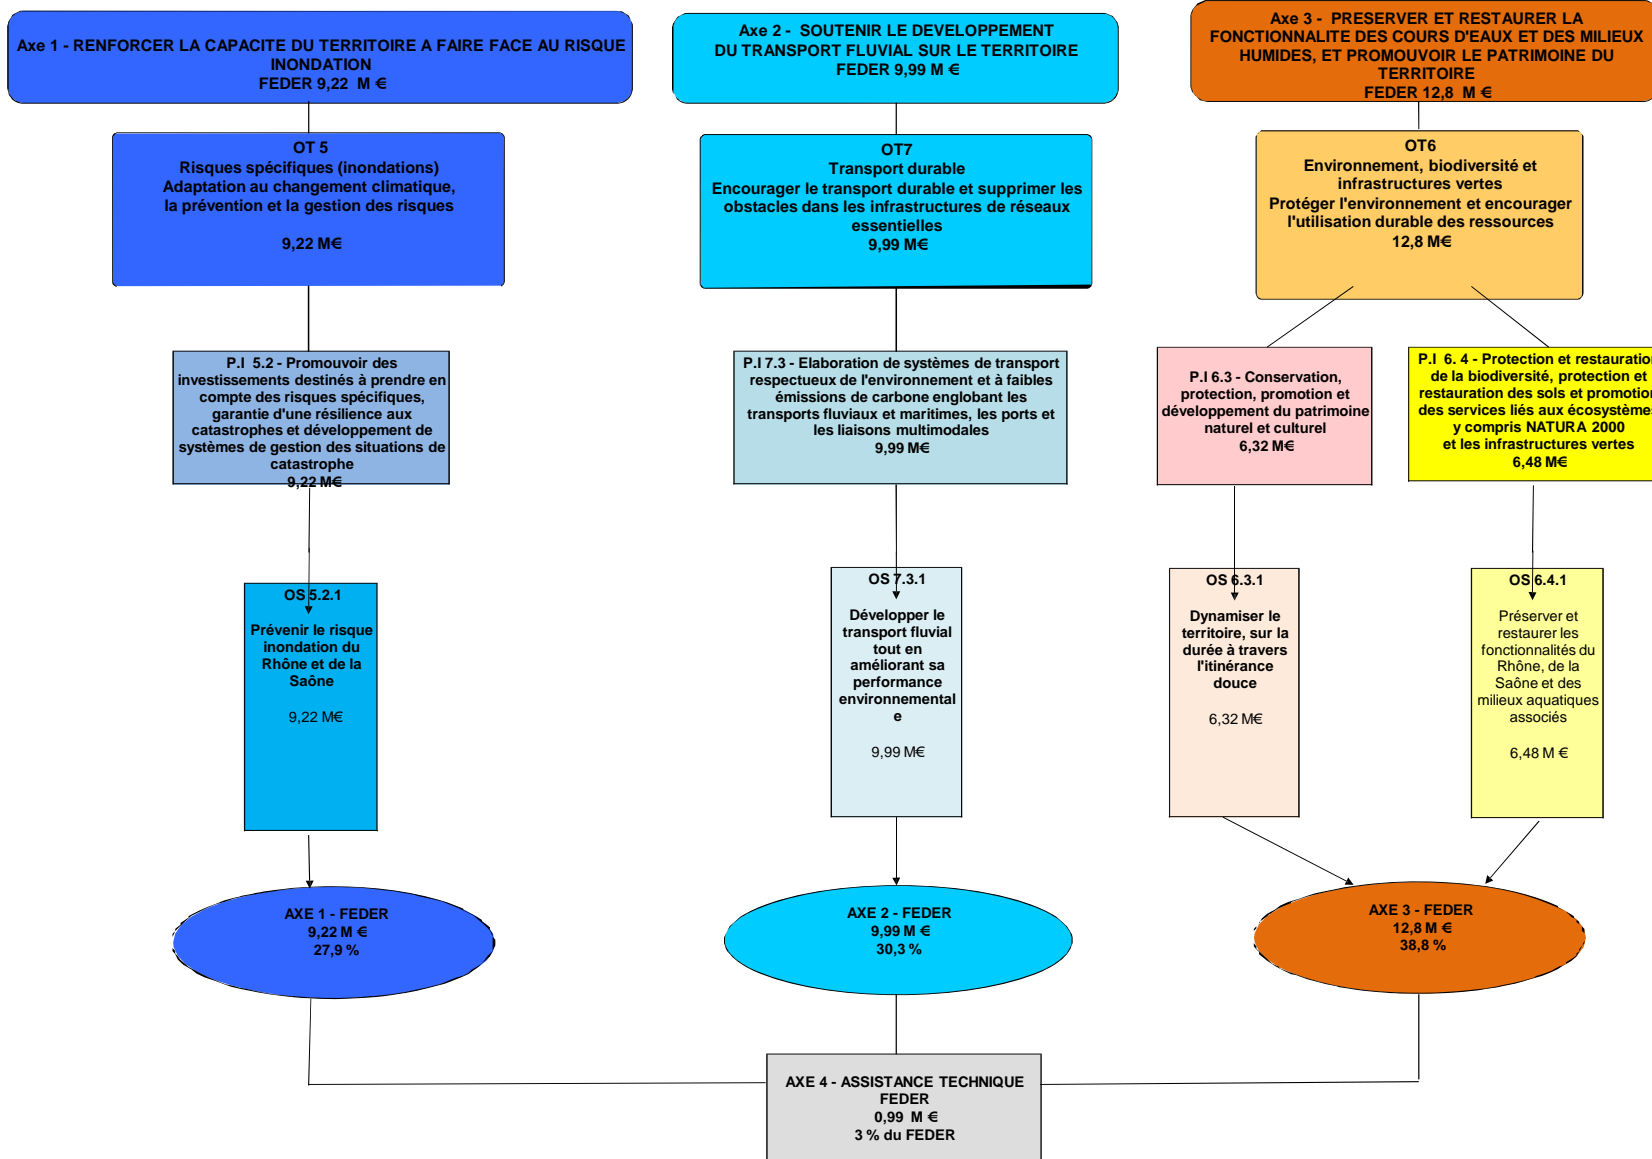 Axe 1 - RENFORCER LA CAPACITE DU TERRITOIRE A FAIRE FACE AU RISQUE
INONDATION
FEDER 9,22 M €
Axe 2 - SOUTENIR LE DEVELOPPEMENT
DU TRANSPORT FLUVIAL SUR LE TERRITOIRE
FEDER 9,99 M €
Axe 3 - PRESERVER ET RESTAURER LA
FONCTIONNALITE DES COURS D'EAUX ET DES MILIEUX
HUMIDES, ET PROMOUVOIR LE PATRIMOINE DU
TERRITOIRE
FEDER 12,8 M €
OT 5
Risques spécifiques (inondations)
Adaptation au changement climatique,
la prévention et la gestion des risques
9,22 M€
OT7
Transport durable
Encourager le transport durable et supprimer les
obstacles dans les infrastructures de réseaux
essentielles
9,99 M€
OT6
Environnement, biodiversité et
infrastructures vertes
Protéger l'environnement et encourager
l'utilisation durable des ressources
12,8 M€
P.I 5.2 - Promouvoir des
investissements destinés à prendre en
compte des risques spécifiques,
garantie d'une résilience aux
catastrophes et développement de
systèmes de gestion des situations de
catastrophe
9,22 M€
P.I 7.3 - Elaboration de systèmes de transport
respectueux de l'environnement et à faibles
émissions de carbone englobant les
transports fluviaux et maritimes, les ports et
les liaisons multimodales
9,99 M€
P.I 6.3 - Conservation,
protection, promotion et
développement du patrimoine
naturel et culturel
6,32 M€
P.I 6. 4 - Protection et restauration
de la biodiversité, protection et
restauration des sols et promotion
des services liés aux écosystèmes
y compris NATURA 2000
et les infrastructures vertes
6,48 M€
OS 5.2.1
Prévenir le risque
inondation du
Rhône et de la
Saône
9,22 M€
OS 7.3.1
Développer le
transport fluvial
tout en
améliorant sa
performance
environnemental
e
9,99 M€
OS 6.3.1
Dynamiser le
territoire, sur la
durée à travers
l'itinérance
douce
6,32 M€
OS 6.4.1
Préserver et
restaurer les
fonctionnalités du
Rhône, de la
Saône et des
milieux aquatiques
associés
6,48 M €
AXE 1 - FEDER
9,22 M €
27,9 %
AXE 2 - FEDER
9,99 M €
30,3 %
AXE 3 - FEDER
12,8 M €
38,8 %
AXE 4 - ASSISTANCE TECHNIQUE
FEDER
0,99 M €
3 % du FEDER